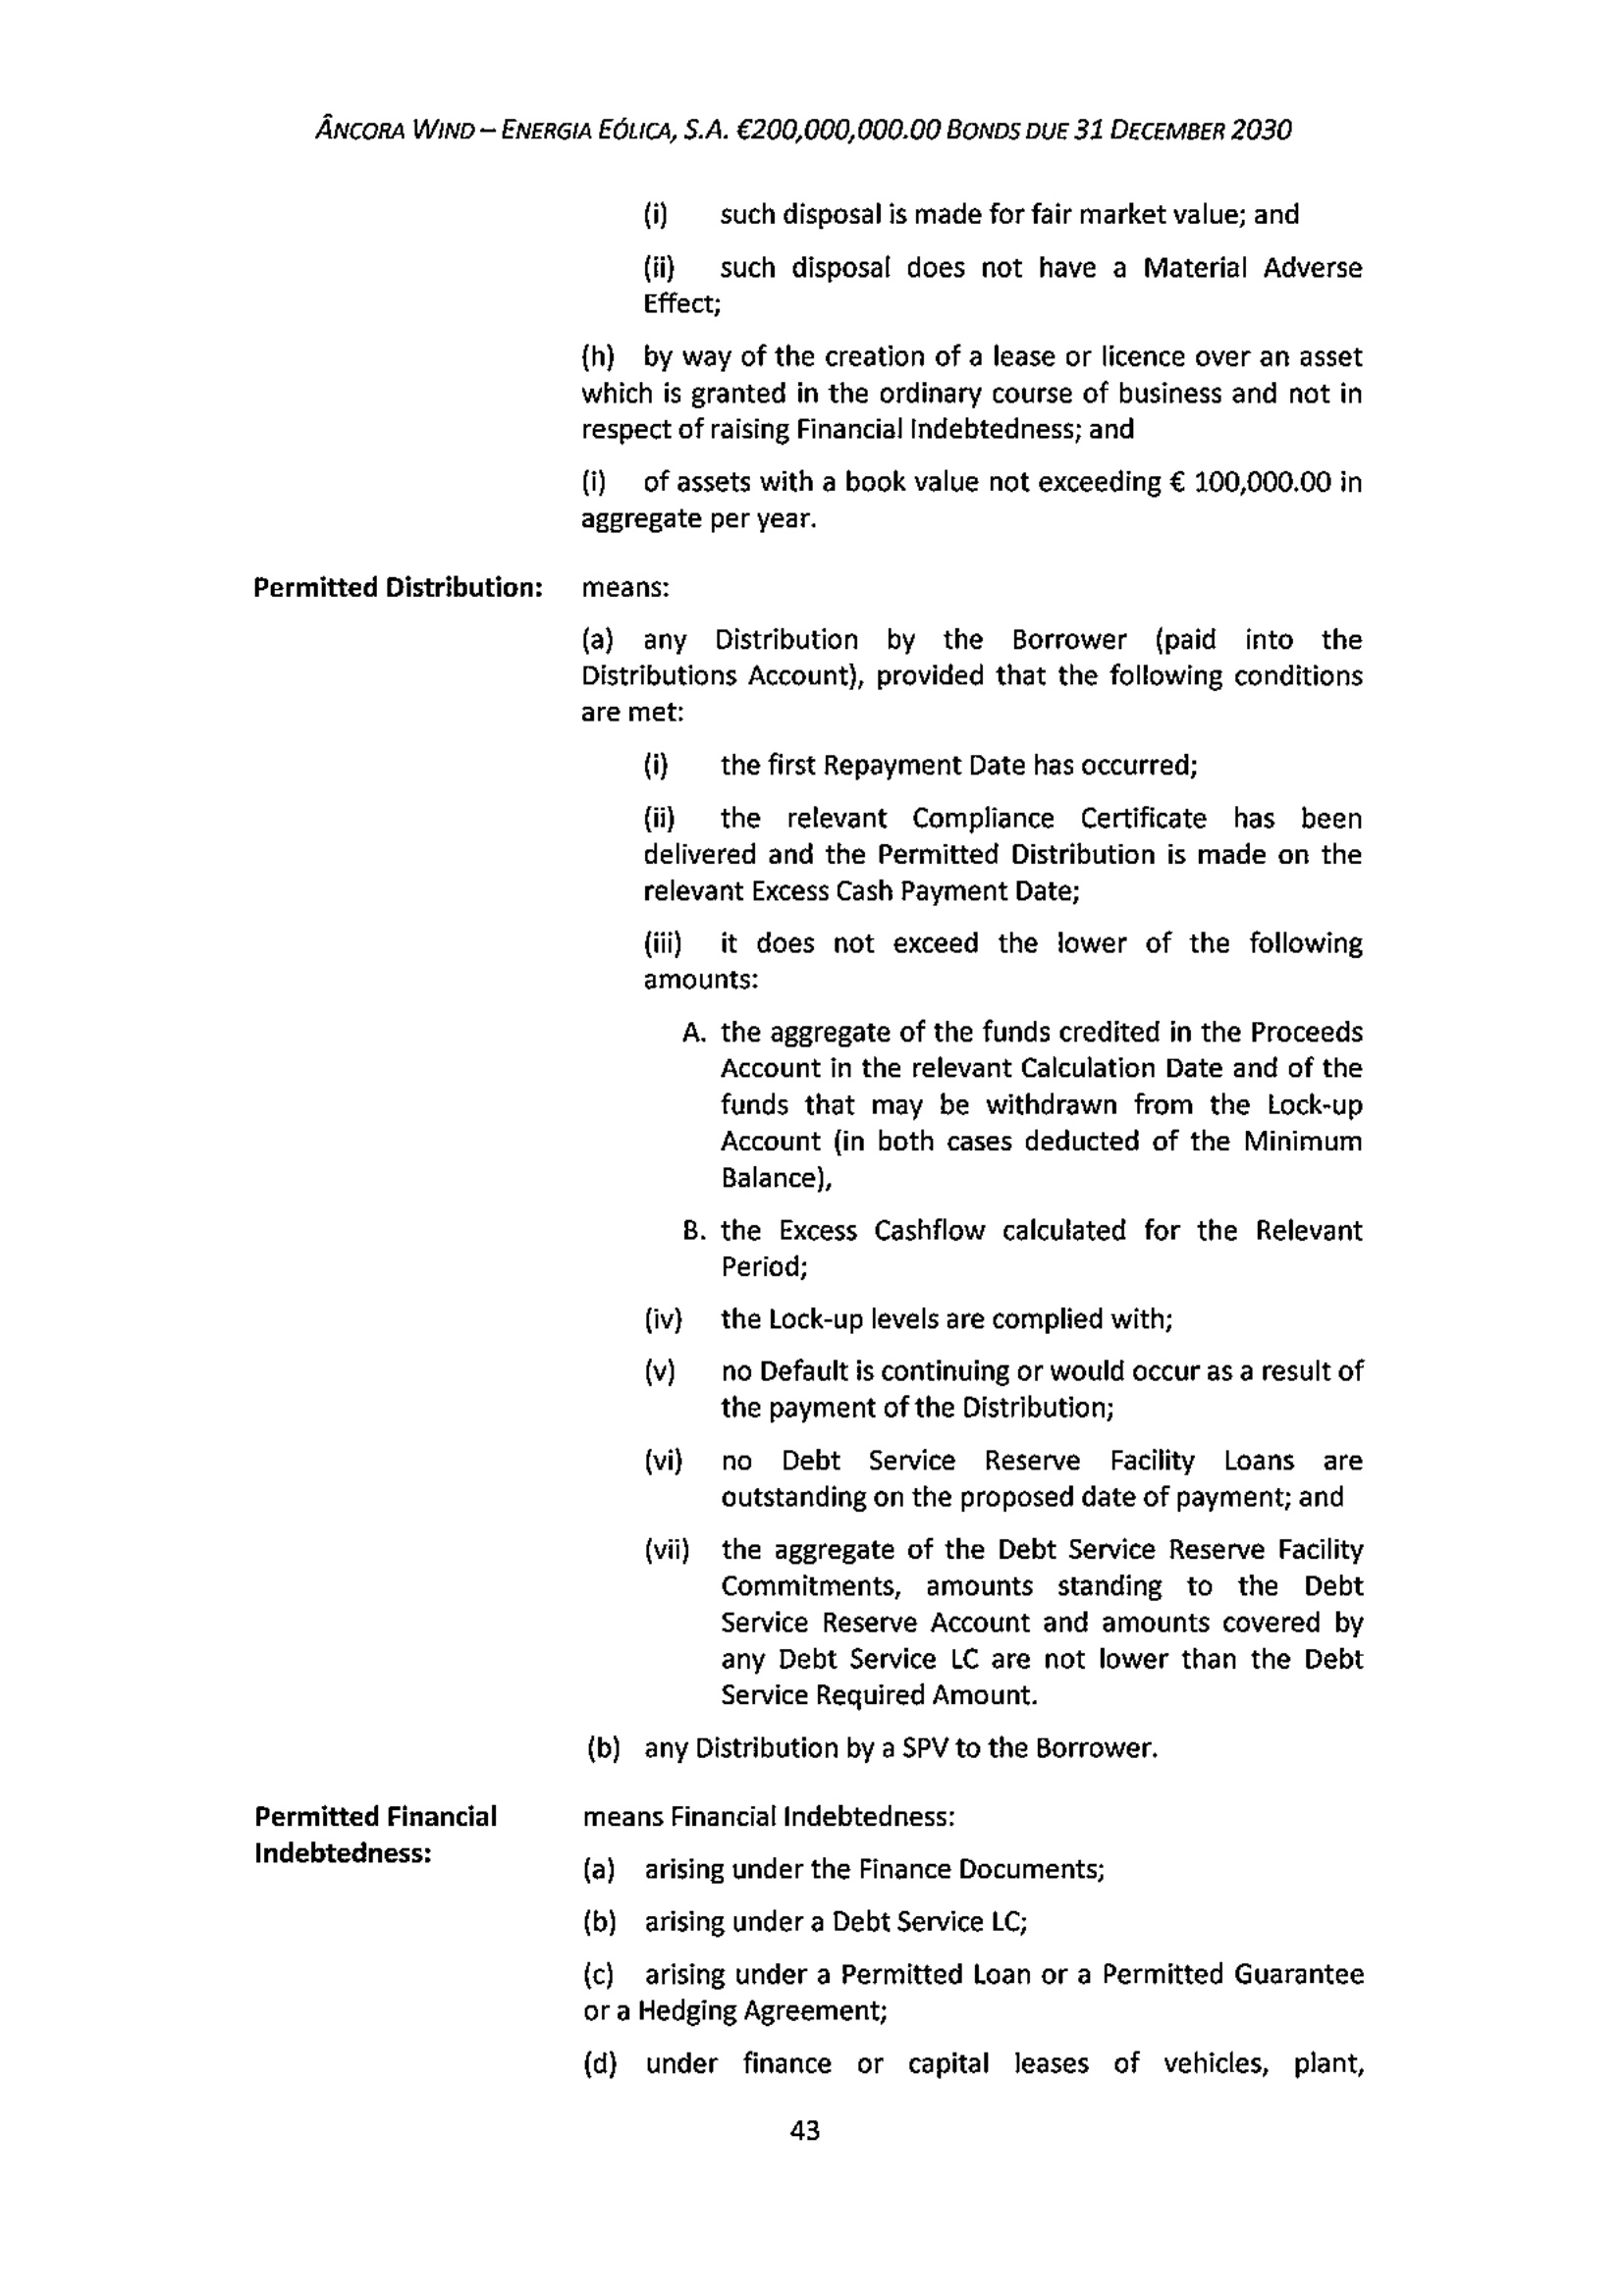 ÂNCORA WIND – ENERGIA EÓLICA, S.A. €200,000,000.00 BONDS DUE 31 DECEMBER 2030
(i) such disposal is made for fair market value; and
(ii) such disposal does not have a Material Adverse
Effect;
(h) by way of the creation of a lease or licence over an asset
which is granted in the ordinary course of business and not in
respect of raising Financial Indebtedness; and
(i) of assets with a book value not exceeding € 100,000.00 in
aggregate per year.
Permitted Distribution: means:
(a) any Distribution by the Borrower (paid into the
Distributions Account), provided that the following conditions
are met:
(i) the first Repayment Date has occurred;
(ii) the relevant Compliance Certificate has been
delivered and the Permitted Distribution is made on the
relevant Excess Cash Payment Date;
(iii) it does not exceed the lower of the following
amounts:
A. the aggregate of the funds credited in the Proceeds
Account in the relevant Calculation Date and of the
funds that may be withdrawn from the Lock-up
Account (in both cases deducted of the Minimum
Balance),
B. the Excess Cashflow calculated for the Relevant
Period;
(iv) the Lock-up levels are complied with;
(v) no Default is continuing or would occur as a result of
the payment of the Distribution;
(vi) no Debt Service Reserve Facility Loans are
outstanding on the proposed date of payment; and
(vii) the aggregate of the Debt Service Reserve Facility
Commitments, amounts standing to the Debt
Service Reserve Account and amounts covered by
any Debt Service LC are not lower than the Debt
Service Required Amount.
(b) any Distribution by a SPV to the Borrower.
Permitted Financial means Financial Indebtedness:
Indebtedness:
(a) arising under the Finance Documents;
(b) arising under a Debt Service LC;
(c) arising under a Permitted Loan or a Permitted Guarantee
or a Hedging Agreement;
(d) under finance or capital leases of vehicles, plant,
43